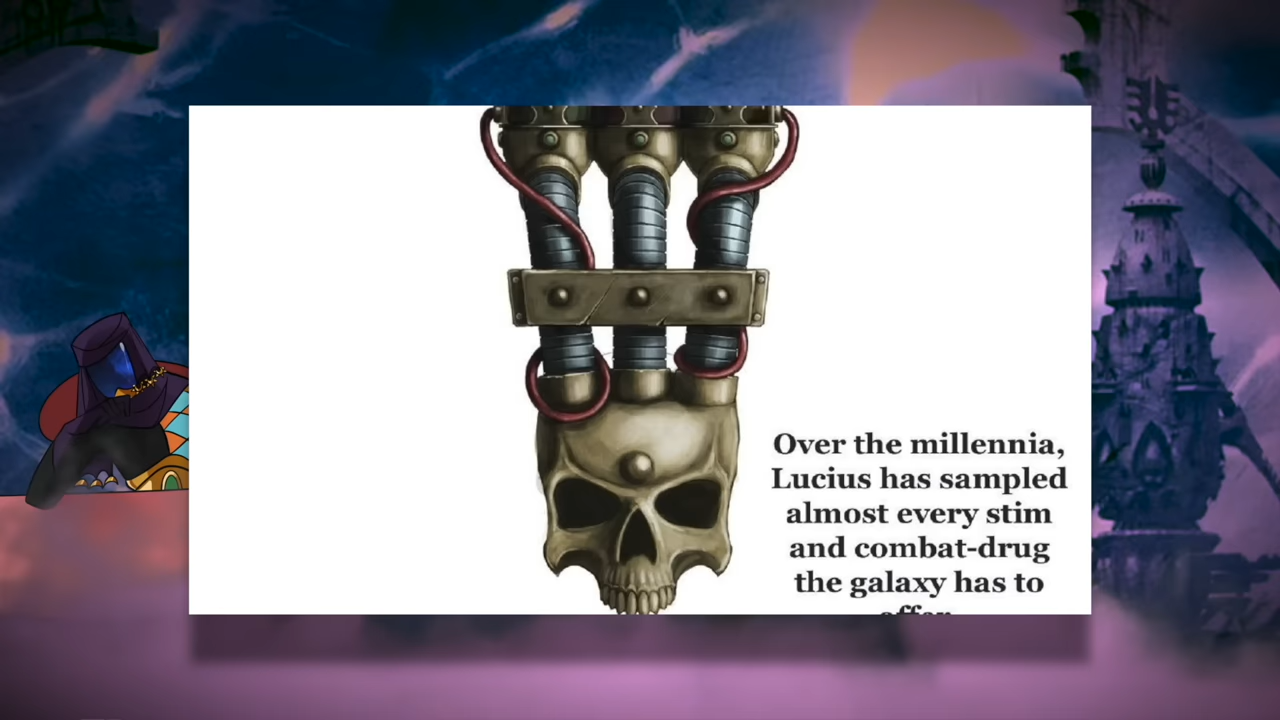 Over the millennia,
Lucius has sampled
almost every stim
and combat-drug
the galaxy has to